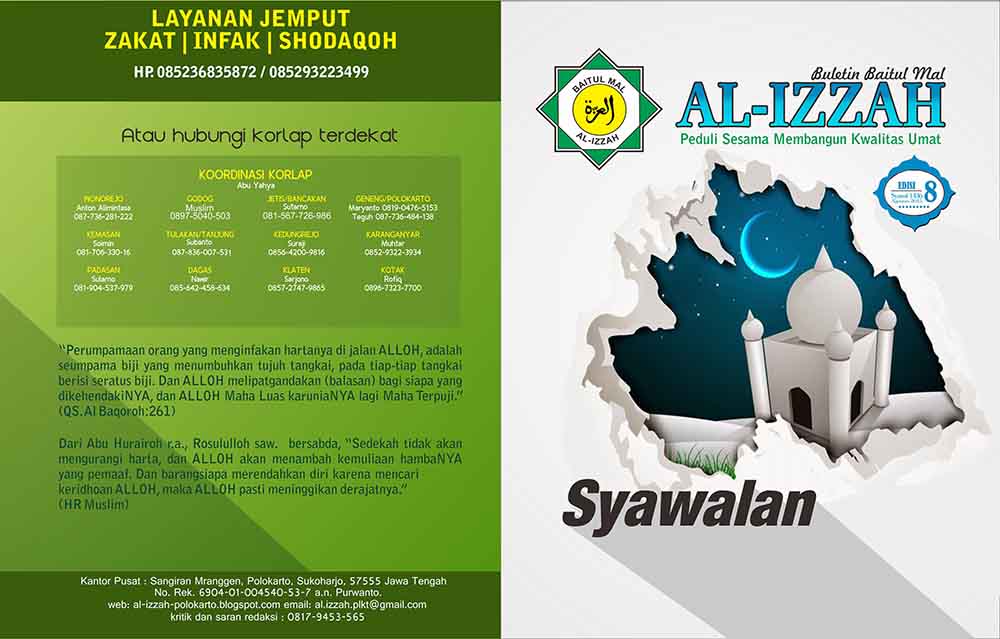 LAYANAN JEMPUT
ZAKAT | INFAK | SHODAQOH
HP. 085236835872 / 085293223499
Atau hubungi korlap terdekat
KOORDINASI KORLAP
Abu Yahya
WONOREJO
Anton Alimintasa
087-736-281-222
GODOG
Muslim
0897-5040-503
JETIS/BANCAKAN
Sutarno
081-567-726-986
GENENG/POLOKARTO
Maryanto 0819-0476-5153
Teguh 087-736-484-138
KEMASAN
Soimin
081-706-330-16
TULAKAN/TANJUNG
Subanto
087-836-007-531
KEDUNGREJO
Suraji
0856-4200-9816
KARANGANYAR
Muhtar
0852-9322-3934
PADASAN
Sutarno
081-904-537-979
DAGAS
Nawir
085-642-458-634
KLATEN
Sarjono
0857-2747-9865
KOTAK
Rofiq
0896-7323-7700
“Perumpamaan orang yang menginfakan hartanya di jalan ALLOH, adalah
seumpama biji yang menumbuhkan tujuh tangkai, pada tiap-tiap tangkai
berisi seratus biji. Dan ALLOH melipatgandakan (balasan) bagi siapa yang
dikehendakiNYA, dan ALLOH Maha Luas karuniaNYA lagi Maha Terpuji.”
(QS.Al Baqoroh:261)
Dari Abu Hurairoh r.a., Rosululloh saw. bersabda, “Sedekah tidak akan
mengurangi harta, dan ALLOH akan menambah kemuliaan hambaNYA
yang pemaaf. Dan barangsiapa merendahkan diri karena mencari
keridhoan ALLOH, maka ALLOH pasti meninggikan derajatnya.”
(HR Muslim)
Kantor Pusat : Sangiran Mranggen, Polokarto, Sukoharjo, 57555 Jawa Tengah
No. Rek. 6904-01-004540-53-7 a.n. Purwanto.
web: al-izzah-polokarto.blogspot.com email: al.izzah.plkt@gmail.com
kritik dan saran redaksi : 0817-9453-565
BAITUL MAL
العزة
AL-IZZAH
Buletin Baitul Mal
AL-IZZAH
Peduli Sesama Membangun Kwalitas Umat
EDISI
8
Syawalan